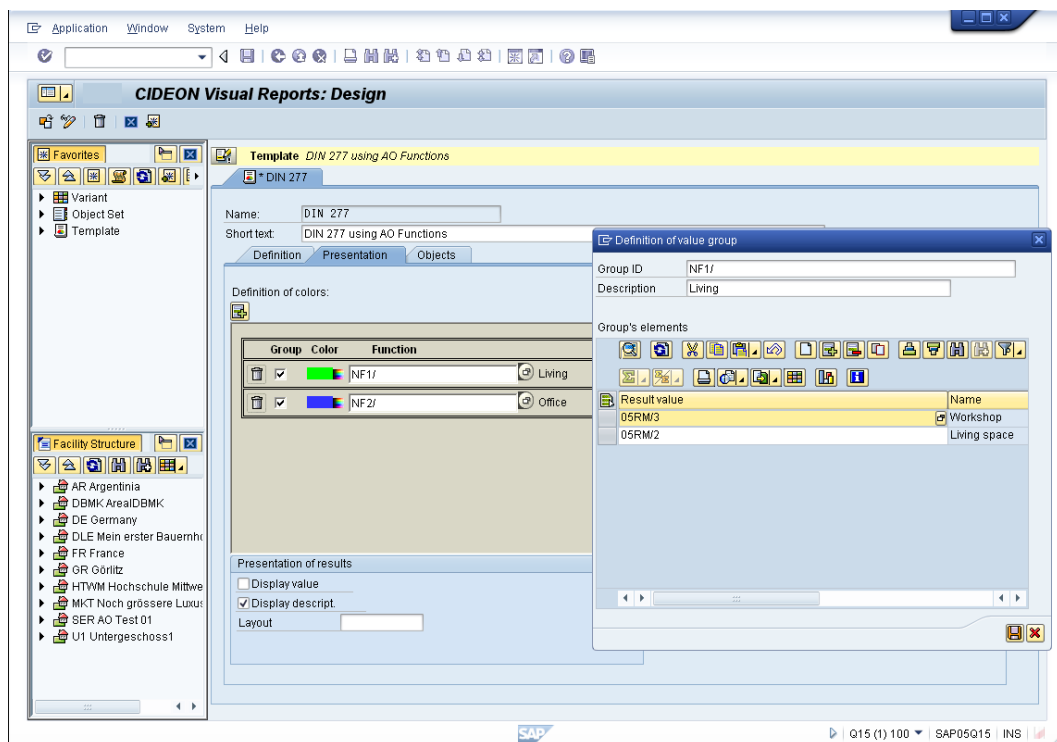 Application Window System Help
CIDEON Visual Reports: Design
Favorites
Variant
Object Set
Template
Template DIN 277 using AO Functions
* DIN 277
Name: DIN 277
Short text: DIN 277 using AO Functions
Definition Presentation Objects
Definition of colors:
Group Color Function
NF1/ Living
NF2/ Office
Presentation of results
Display value
Display descript.
Layout
Facility Structure
AR Argentinia
DBMK ArealDBMK
DE Germany
DLE Mein erster Bauernh
FR France
GR Görlitz
HTWM Hochschule Mittwe
MKT Noch grössere Luxu
SER AO Test 01
U1 Untergeschoss1
Definition of value group
Group ID NF1/
Description Living
Group's elements
Result value Name
05RM/3 Workshop
05RM/2 Living space
SAP
Q15 (1) 100 SAP05Q15 INS